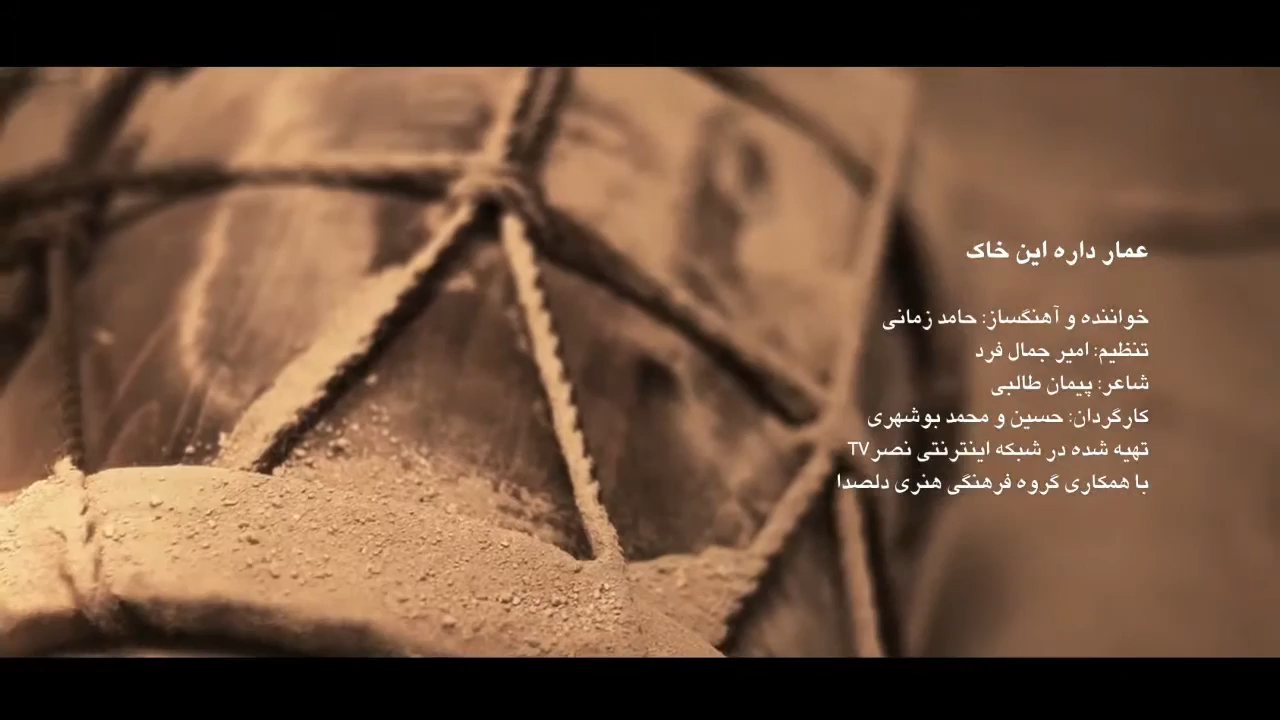 عمار داره این خاک
خواننده و آهنگساز: حامد زمانی
تنظیم: امیر جمال فرد
شاعر: پیمان طالبی
کارگردان: حسین و محمد بوشهری
تهیه شده در شبکه اینترنتی نصرTV
با همکاری گروه فرهنگی هنری دلصدا